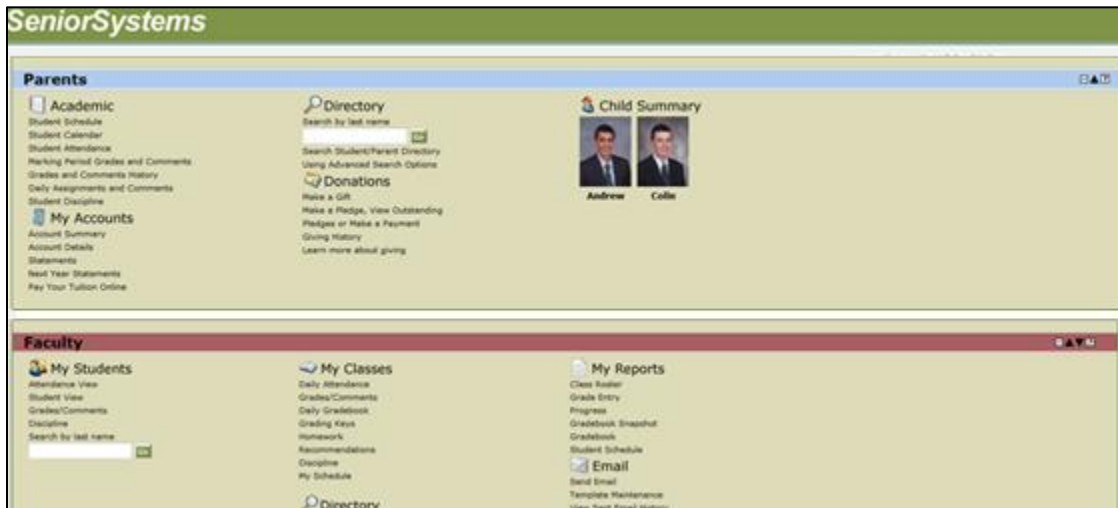 SeniorSystems
Parents
Academic
Student Schedule
Student Calendar
Student Attendance
Marking Period Grades and Comments
Grades and Comments History
Daily Assignments and Comments
Student Discipline
My Accounts
Account Summary
Account Details
Statements
Next Year Statements
Pay Your Tuition Online
Directory
Search by last name
Go
Search Student/Parent Directory
Using Advanced Search Options
Donations
Make a Gift
Make a Pledge, View Outstanding
Pledges or Make a Payment
Giving History
Learn more about giving
Child Summary
Andrew Colin
Faculty
My Students
Attendance View
Student View
Grades/Comments
Discipline
Search by last name
Go
My Classes
Daily Attendance
Grades/Comments
Daily Gradebook
Grading Keys
Homework
Recommendations
Discipline
My Schedule
Directory
My Reports
Class Roster
Grade Entry
Progress
Gradebook Snapshot
Gradebook
Student Schedule
Email
Send Email
Template Maintenance
View Sent Email History